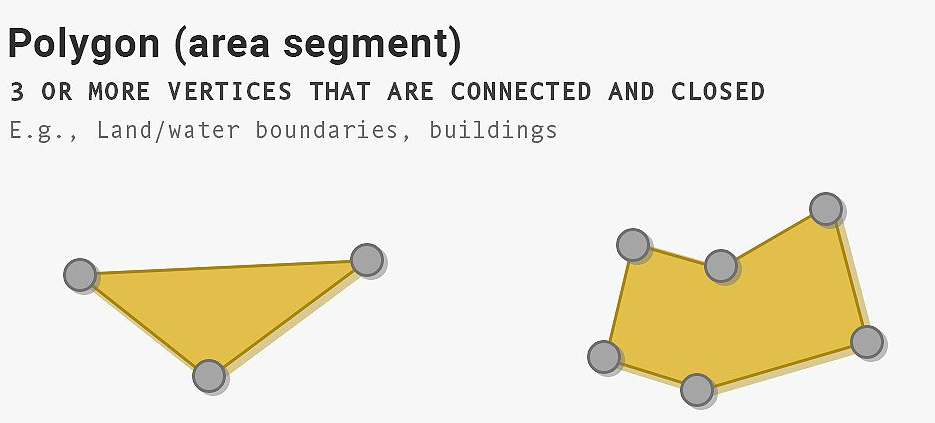 Polygon (area segment)
3 OR MORE VERTICES THAT ARE CONNECTED AND CLOSED
E.g., Land/water boundaries, buildings